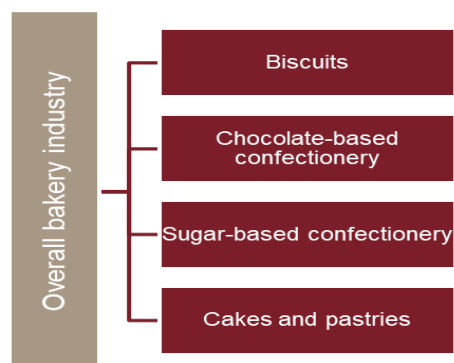 Overall bakery industry
Biscuits
Chocolate-based
confectionery
Sugar-based confectionery
Cakes and pastries